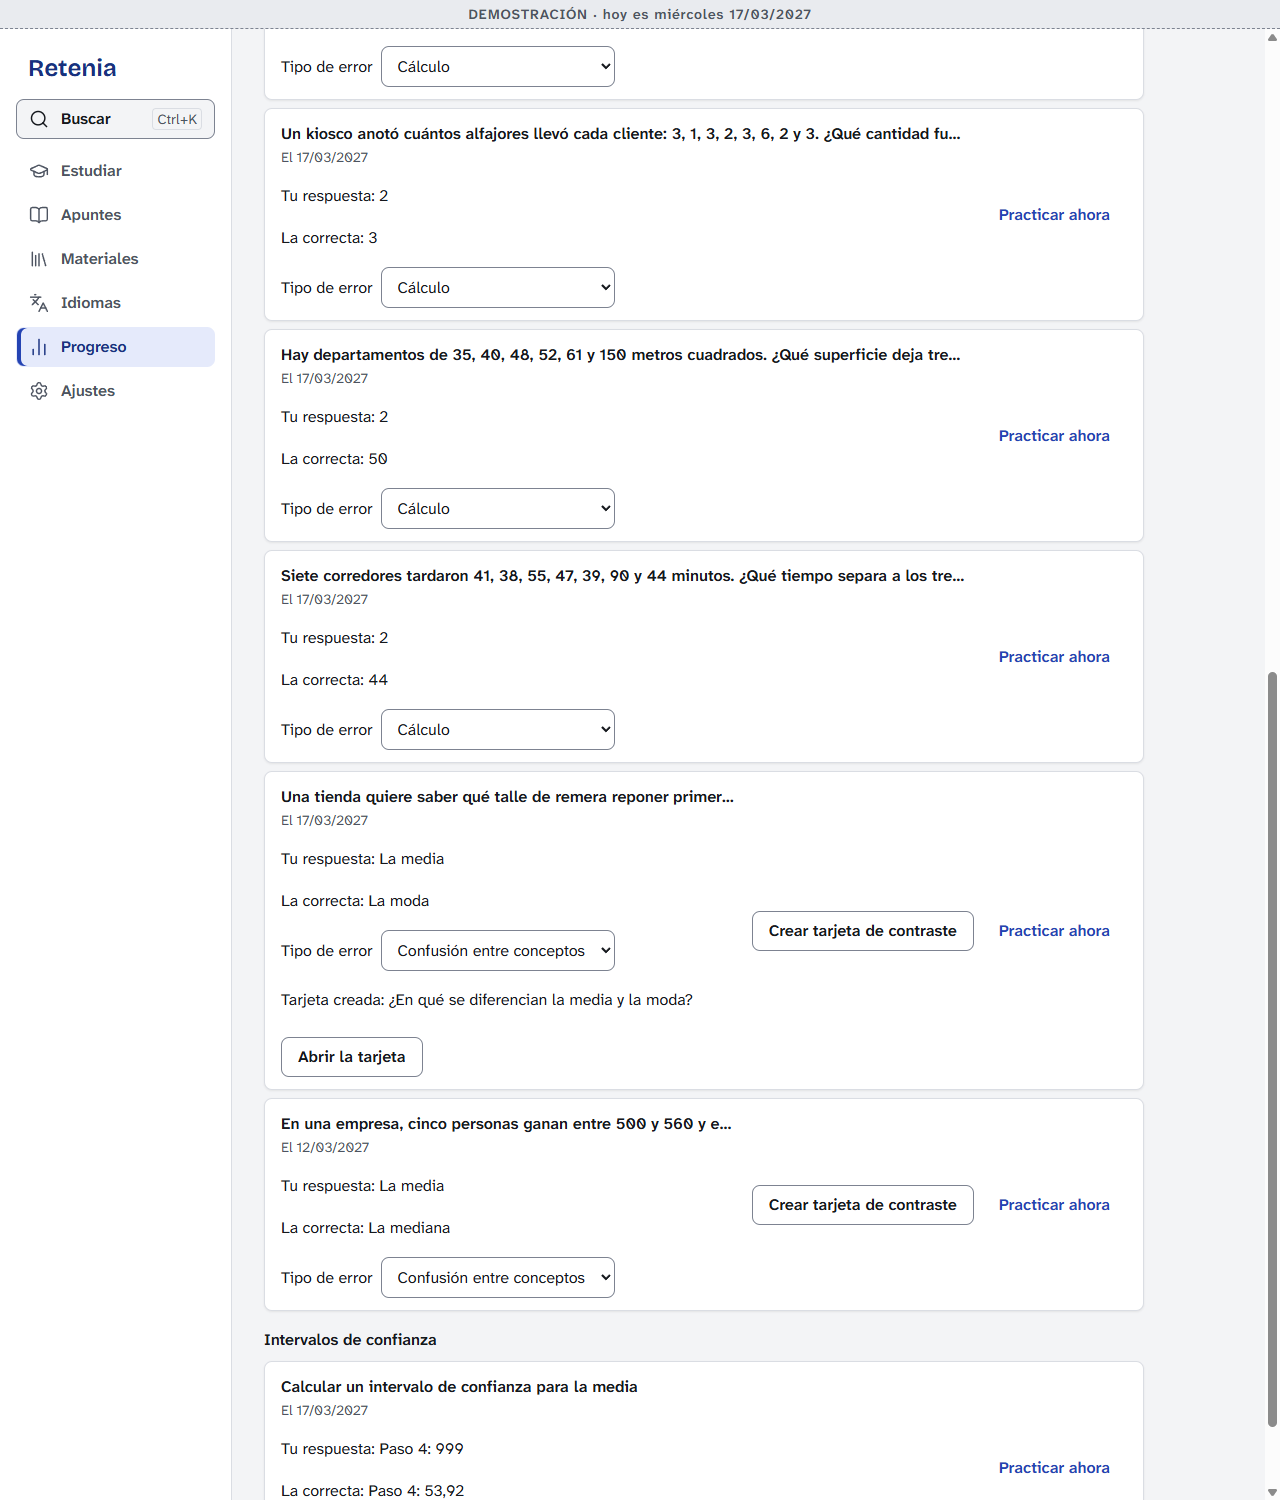 DEMOSTRACIÓN · hoy es miércoles 17/03/2027
Retenia
Buscar Ctrl+K
Estudiar
Apuntes
Materiales
Idiomas
Progreso
Ajustes
Tipo de error Cálculo
Un kiosco anotó cuántos alfajores llevó cada cliente: 3, 1, 3, 2, 3, 6, 2 y 3. ¿Qué cantidad fu...
El 17/03/2027
Tu respuesta: 2
Practicar ahora
La correcta: 3
Tipo de error Cálculo
Hay departamentos de 35, 40, 48, 52, 61 y 150 metros cuadrados. ¿Qué superficie deja tre...
El 17/03/2027
Tu respuesta: 2
Practicar ahora
La correcta: 50
Tipo de error Cálculo
Siete corredores tardaron 41, 38, 55, 47, 39, 90 y 44 minutos. ¿Qué tiempo separa a los tre...
El 17/03/2027
Tu respuesta: 2
Practicar ahora
La correcta: 44
Tipo de error Cálculo
Una tienda quiere saber qué talle de remera reponer primer...
El 17/03/2027
Tu respuesta: La media
La correcta: La moda
Crear tarjeta de contraste Practicar ahora
Tipo de error Confusión entre conceptos
Tarjeta creada: ¿En qué se diferencian la media y la moda?
Abrir la tarjeta
En una empresa, cinco personas ganan entre 500 y 560 y e...
El 12/03/2027
Tu respuesta: La media
Crear tarjeta de contraste Practicar ahora
La correcta: La mediana
Tipo de error Confusión entre conceptos
Intervalos de confianza
Calcular un intervalo de confianza para la media
El 17/03/2027
Tu respuesta: Paso 4: 999
Practicar ahora
La correcta: Paso 4: 53,92